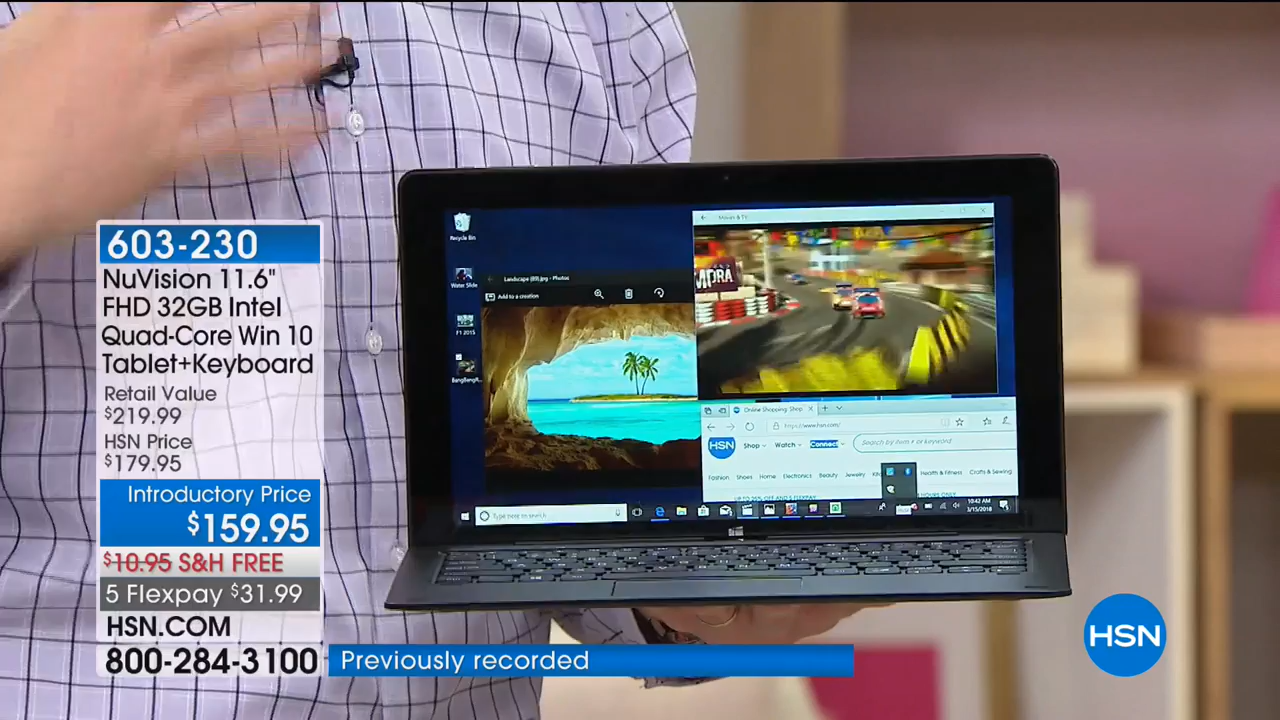 603-230
NuVision 11.6"
FHD 32GB Intel
Quad-Core Win 10
Tablet+Keyboard
Retail Value
$219.99
HSN Price
$179.95
Introductory Price
$159.95
$10.95 S&H FREE
5 Flexpay $31.99
HSN.COM
800-284-3100
Previously recorded
HSN
Recycle Bin
Water Slide
F1 2015
Landscape (89).jpg - Photos
Add to a creation
Movies & TV
Online Shopping Shop
https://www.hsn.com/
HSN
Shop
Watch
Connect
Search by item # or keyword
Fashion Shoes Home Electronics Beauty Jewelry Health & Fitness Crafts & Sewing
Type here to search
10:42 AM
3/15/2018